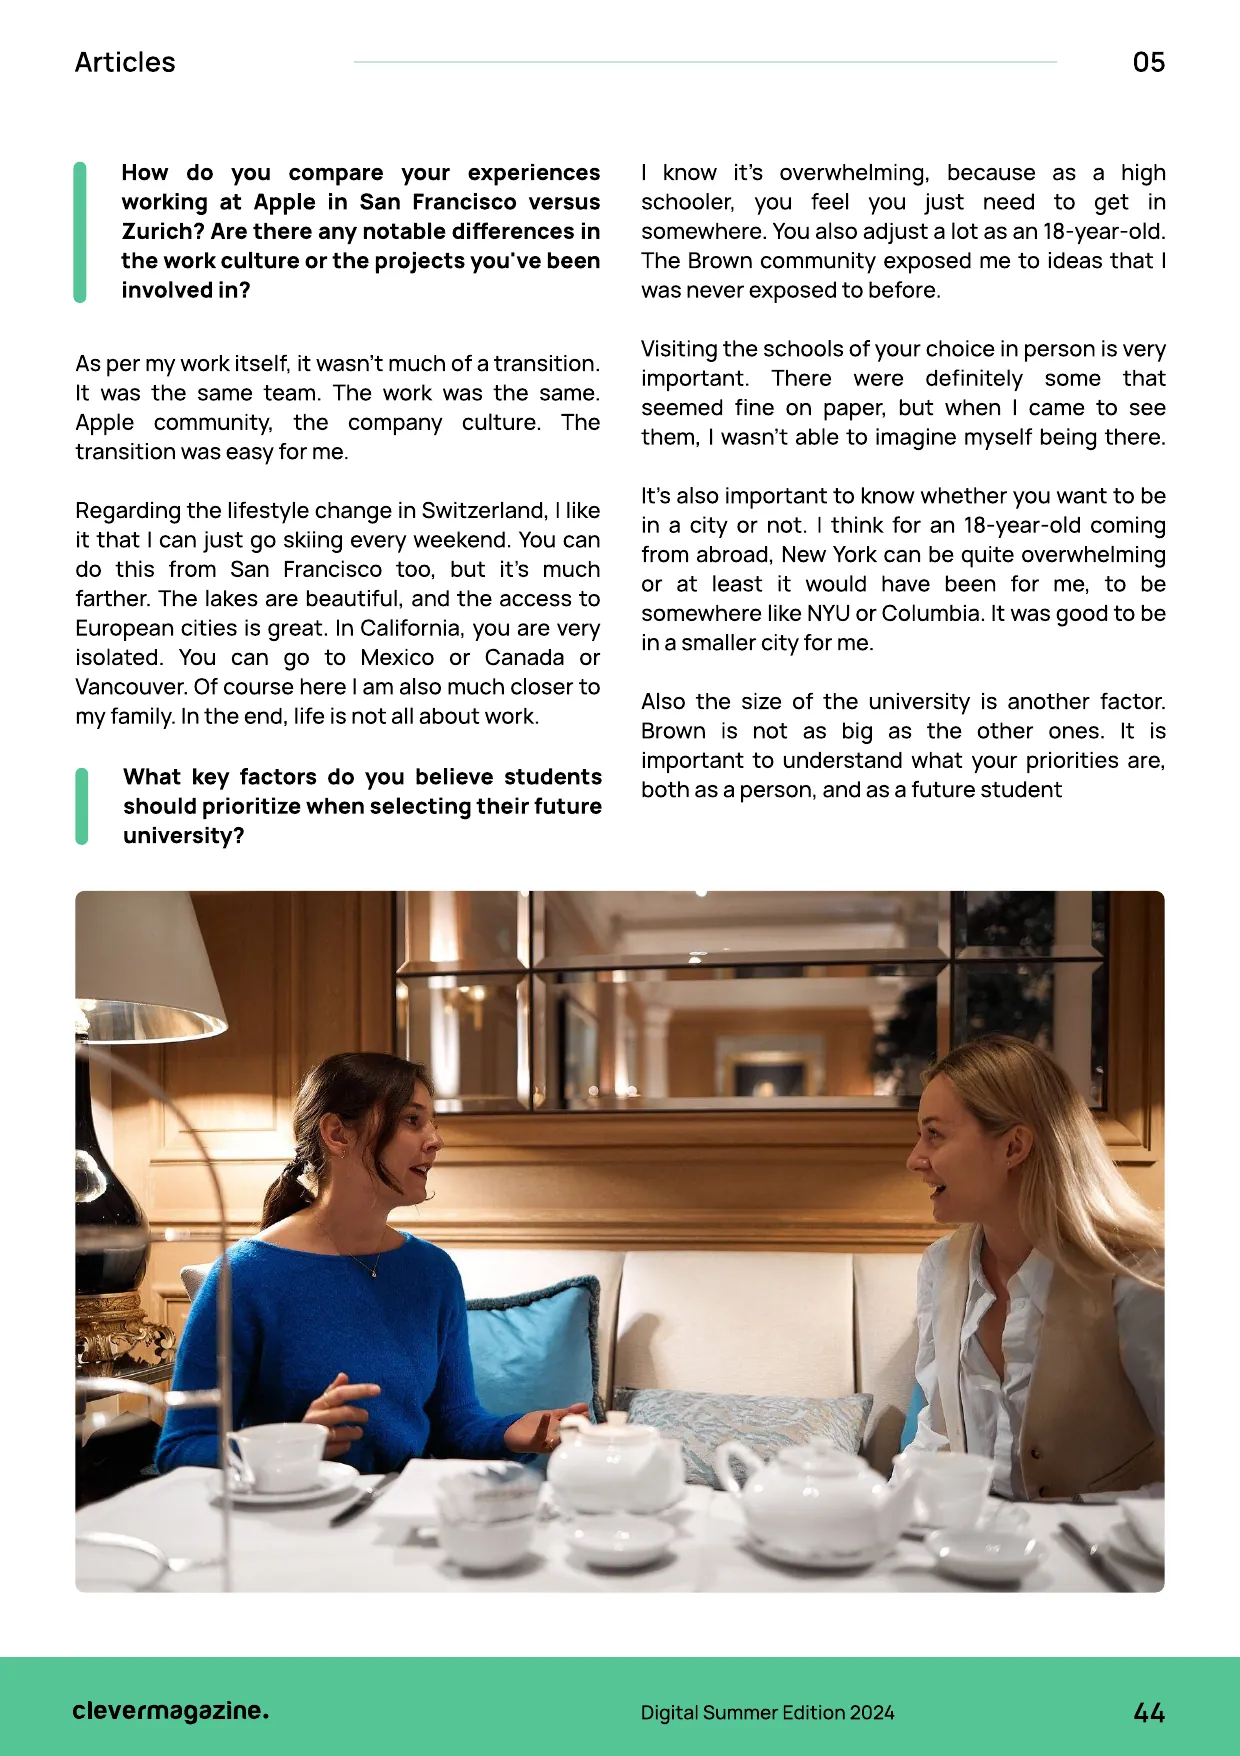 Articles
05
How do you compare your experiences
working at Apple in San Francisco versus
Zurich? Are there any notable differences in
the work culture or the projects you've been
involved in?
As per my work itself, it wasn't much of a transition.
It was the same team. The work was the same.
Apple community, the company culture. The
transition was easy for me.
Regarding the lifestyle change in Switzerland, I like
it that I can just go skiing every weekend. You can
do this from San Francisco too, but it's much
farther. The lakes are beautiful, and the access to
European cities is great. In California, you are very
isolated. You can go to Mexico or Canada or
Vancouver. Of course here I am also much closer to
my family. In the end, life is not all about work.
What key factors do you believe students
should prioritize when selecting their future
university?
I know it's overwhelming, because as a high
schooler, you feel you just need to get in
somewhere. You also adjust a lot as an 18-year-old.
The Brown community exposed me to ideas that I
was never exposed to before.
Visiting the schools of your choice in person is very
important. There were definitely some that
seemed fine on paper, but when I came to see
them, I wasn't able to imagine myself being there.
It's also important to know whether you want to be
in a city or not. I think for an 18-year-old coming
from abroad, New York can be quite overwhelming
or at least it would have been for me, to be
somewhere like NYU or Columbia. It was good to be
in a smaller city for me.
Also the size of the university is another factor.
Brown is not as big as the other ones. It is
important to understand what your priorities are,
both as a person, and as a future student
clevermagazine.
Digital Summer Edition 2024
44